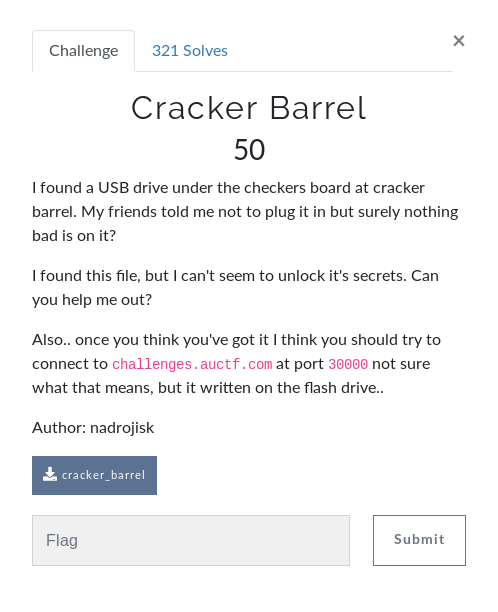 Challenge
321 Solves
×
Cracker Barrel
50
I found a USB drive under the checkers board at cracker
barrel. My friends told me not to plug it in but surely nothing
bad is on it?
I found this file, but I can't seem to unlock it's secrets. Can
you help me out?
Also.. once you think you've got it I think you should try to
connect to challenges.auctf.com at port 30000 not sure
what that means, but it written on the flash drive..
Author: nadrojisk
cracker_barrel
Flag
Submit